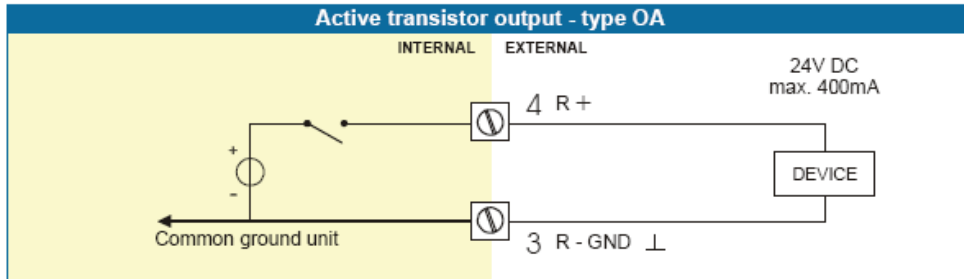 Active transistor output - type OA
INTERNAL EXTERNAL
24V DC
max. 400mA
4 R +
+
-
DEVICE
Common ground unit
3 R - GND ⊥